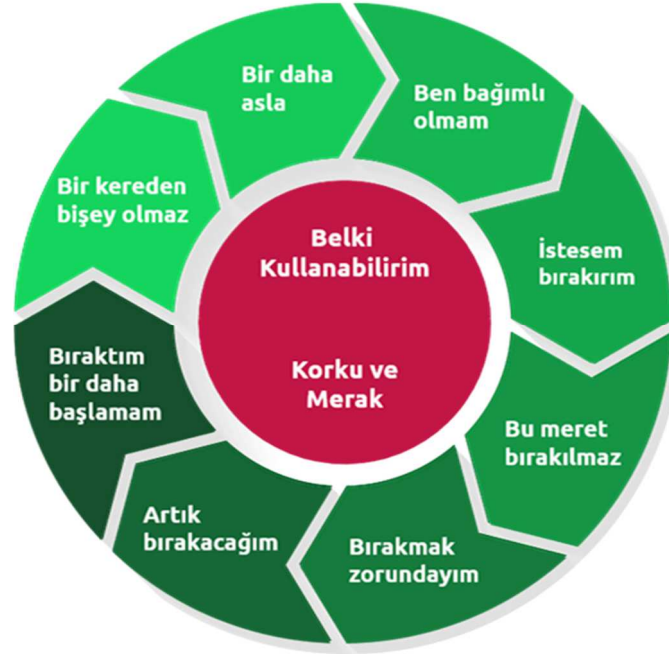 Belki
Kullanabilirim
Korku ve
Merak
Bir kereden
bişey olmaz
Bir daha
asla
Ben bağımlı
olmam
İstesem
bırakırım
Bu meret
bırakılmaz
Bırakmak
zorundayım
Artık
bırakacağım
Bıraktım
bir daha
başlamam